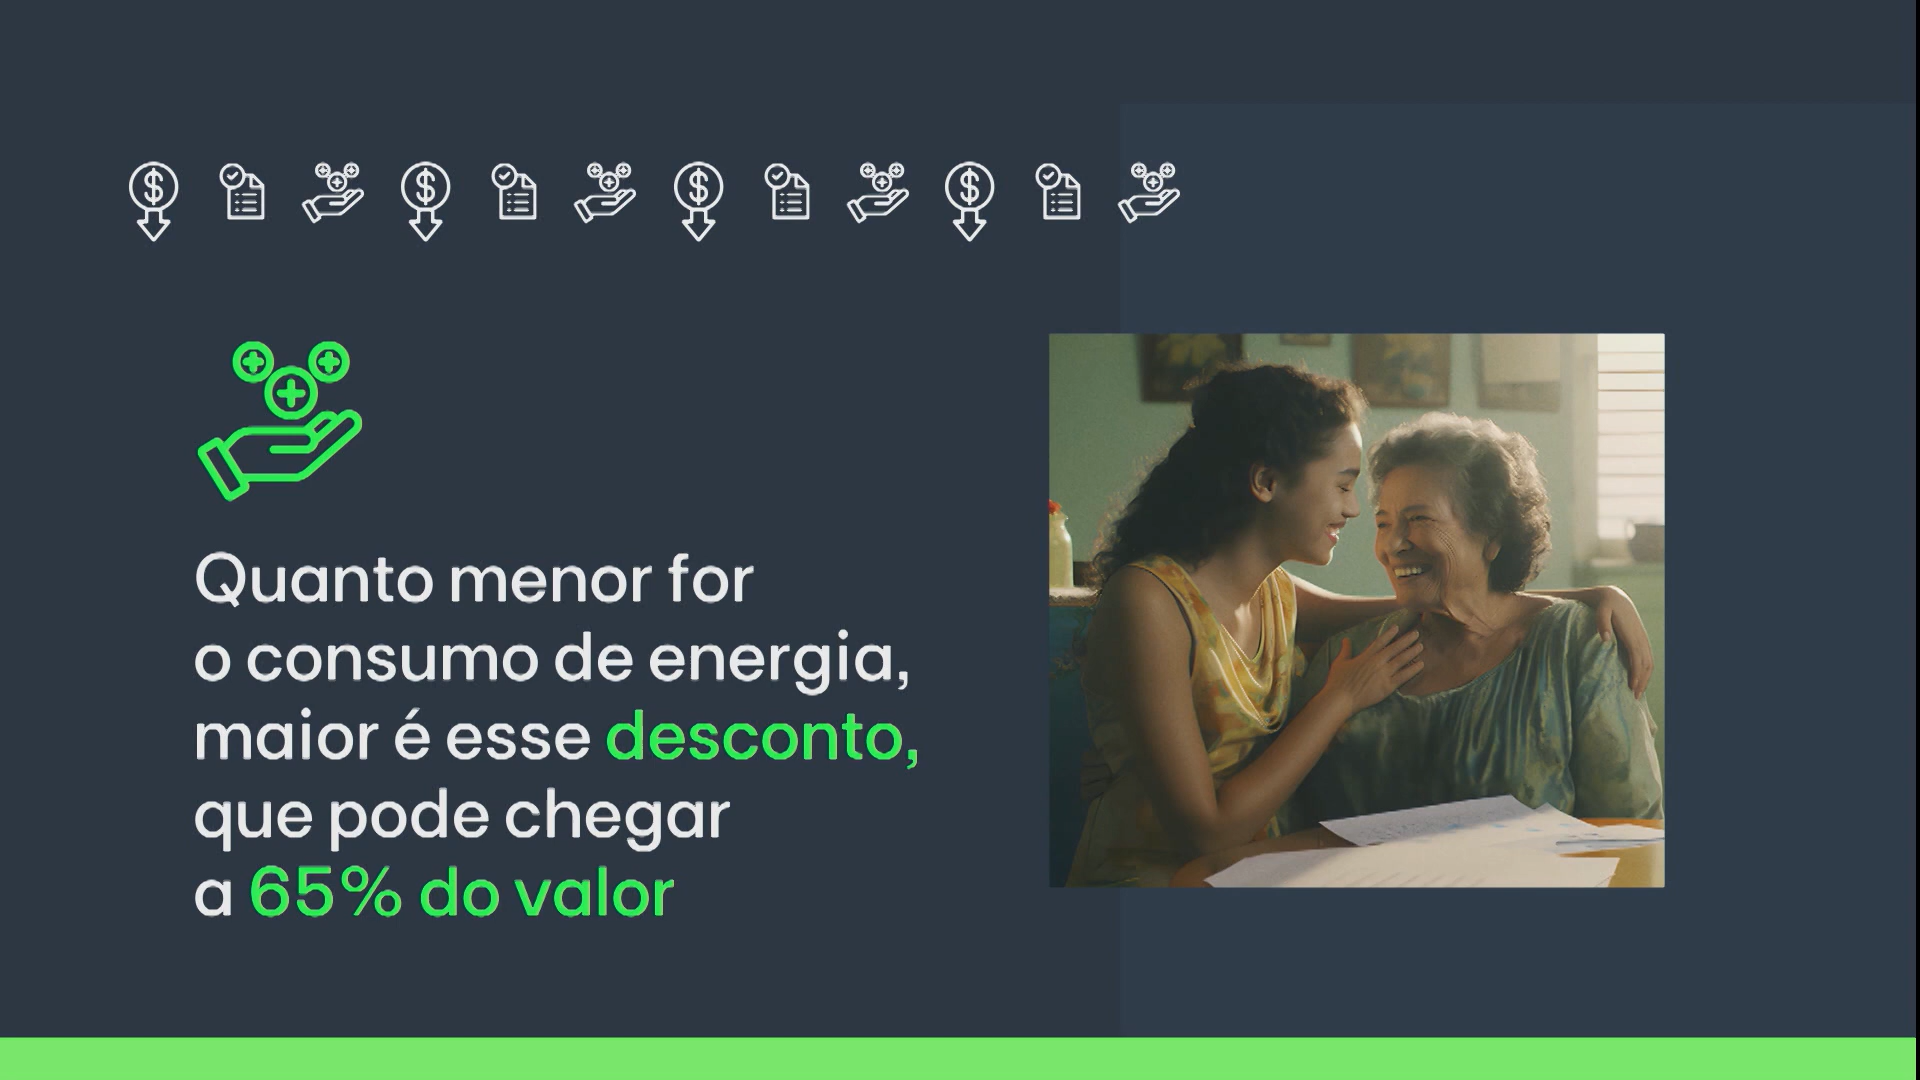 Quanto menor for
o consumo de energia,
maior é esse desconto,
que pode chegar
a 65% do valor